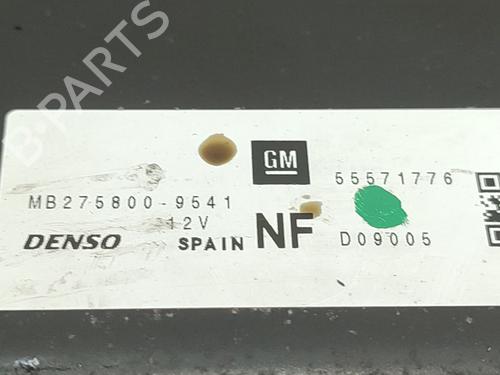 B-PARTS
GM
55571776
MB275800-9541
12V
NF
DENSO
SPAIN
D09005